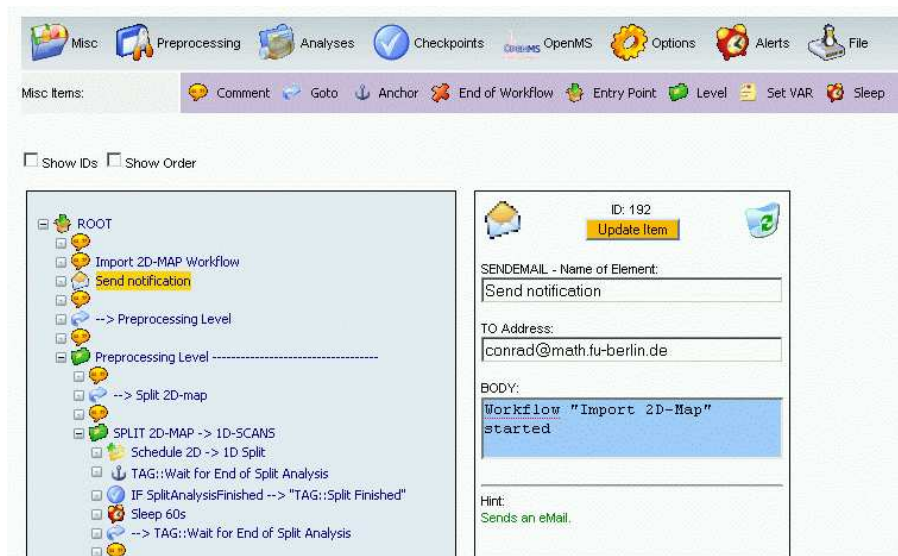 Misc Preprocessing Analyses Checkpoints OpenMS OpenMS Options Alerts File
Misc Items: Comment Goto Anchor End of Workflow Entry Point Level Set VAR Sleep
Show IDs Show Order
ROOT
Import 2D-MAP Workflow
Send notification
--> Preprocessing Level
Preprocessing Level ----------------------------------
--> Split 2D-map
SPLIT 2D-MAP -> 1D-SCANS
Schedule 2D -> 1D Split
TAG::Wait for End of Split Analysis
IF SplitAnalysisFinished --> "TAG::Split Finished"
Sleep 60s
--> TAG::Wait for End of Split Analysis
ID: 192
Update Item
SENDEMAIL - Name of Element:
Send notification
TO Address:
conrad@math.fu-berlin.de
BODY:
Workflow "Import 2D-Map"
started
Hint:
Sends an eMail.